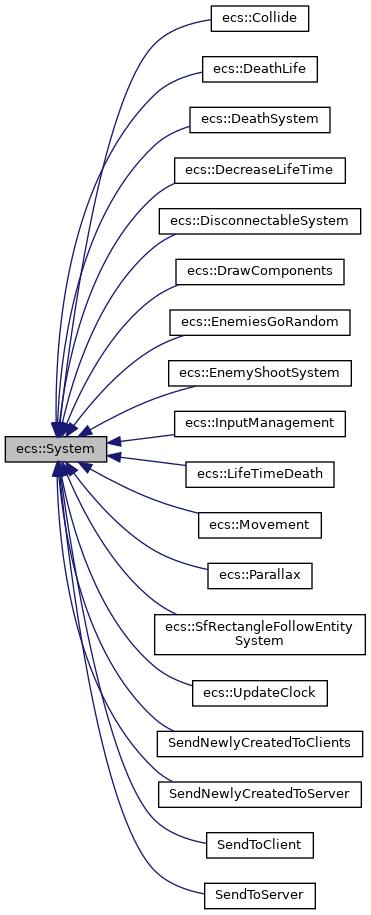 ecs::Collide
ecs::DeathLife
ecs::DeathSystem
ecs::DecreaseLifeTime
ecs::DisconnectableSystem
ecs::DrawComponents
ecs::EnemiesGoRandom
ecs::EnemyShootSystem
ecs::InputManagement
ecs::System
ecs::LifeTimeDeath
ecs::Movement
ecs::Parallax
ecs::SfRectangleFollowEntity
System
ecs::UpdateClock
SendNewlyCreatedToClients
SendNewlyCreatedToServer
SendToClient
SendToServer